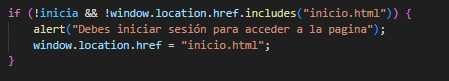 if (!inicia && !window.location.href.includes("inicio.html")) {
    alert("Debes iniciar sesión para acceder a la pagina");
    window.location.href = "inicio.html";
}